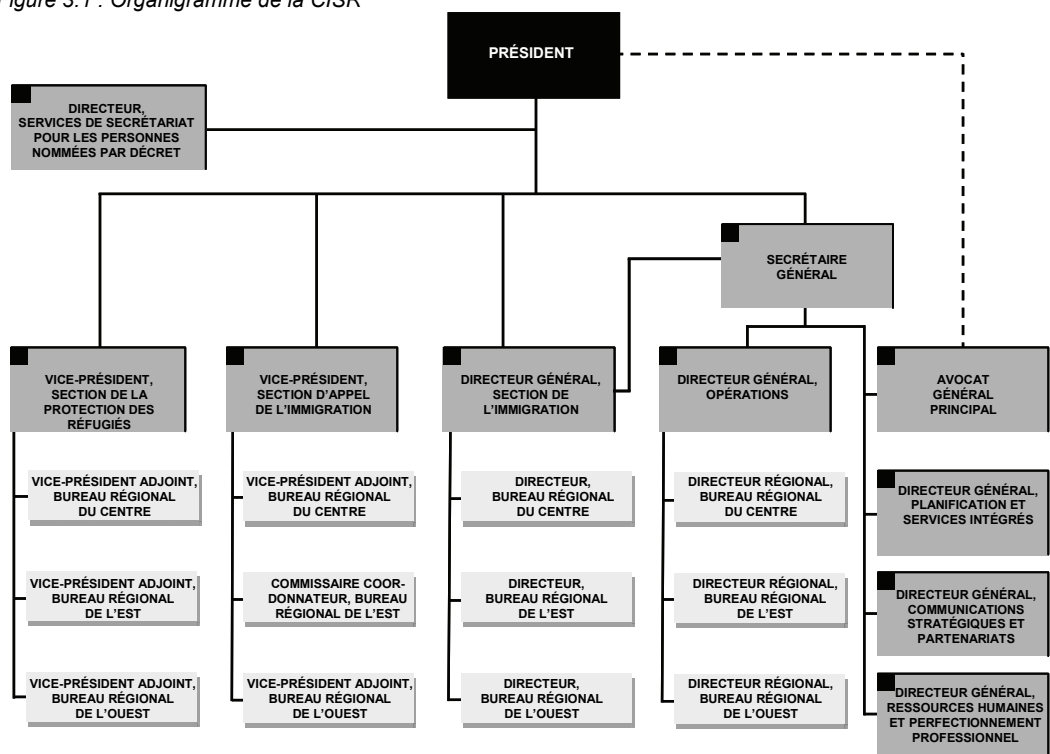 Figure 3.1 : Organigramme de la CISR
PRÉSIDENT
DIRECTEUR,
SERVICES DE SECRÉTARIAT
POUR LES PERSONNES
NOMMÉES PAR DÉCRET
SECRÉTAIRE
GÉNÉRAL
VICE-PRÉSIDENT,
SECTION DE LA
PROTECTION DES
RÉFUGIÉS
VICE-PRÉSIDENT,
SECTION D'APPEL
DE L'IMMIGRATION
DIRECTEUR GÉNÉRAL,
SECTION DE
L'IMMIGRATION
DIRECTEUR GÉNÉRAL,
OPÉRATIONS
AVOCAT
GÉNÉRAL
PRINCIPAL
VICE-PRÉSIDENT ADJOINT,
BUREAU RÉGIONAL
DU CENTRE
VICE-PRÉSIDENT ADJOINT,
BUREAU RÉGIONAL
DU CENTRE
DIRECTEUR,
BUREAU RÉGIONAL
DU CENTRE
DIRECTEUR RÉGIONAL,
BUREAU RÉGIONAL
DU CENTRE
DIRECTEUR GÉNÉRAL,
PLANIFICATION ET
SERVICES INTÉGRÉS
VICE-PRÉSIDENT ADJOINT,
BUREAU RÉGIONAL
DE L'EST
COMMISSAIRE COOR-
DONNATEUR, BUREAU
RÉGIONAL DE L'EST
DIRECTEUR,
BUREAU RÉGIONAL
DE L'EST
DIRECTEUR RÉGIONAL,
BUREAU RÉGIONAL
DE L'EST
DIRECTEUR GÉNÉRAL,
COMMUNICATIONS
STRATÉGIQUES ET
PARTENARIATS
VICE-PRÉSIDENT ADJOINT,
BUREAU RÉGIONAL
DE L'OUEST
VICE-PRÉSIDENT ADJOINT,
BUREAU RÉGIONAL
DE L'OUEST
DIRECTEUR,
BUREAU RÉGIONAL
DE L'OUEST
DIRECTEUR RÉGIONAL,
BUREAU RÉGIONAL
DE L'OUEST
DIRECTEUR GÉNÉRAL,
RESSOURCES HUMAINES
ET PERFECTIONNEMENT
PROFESSIONNEL